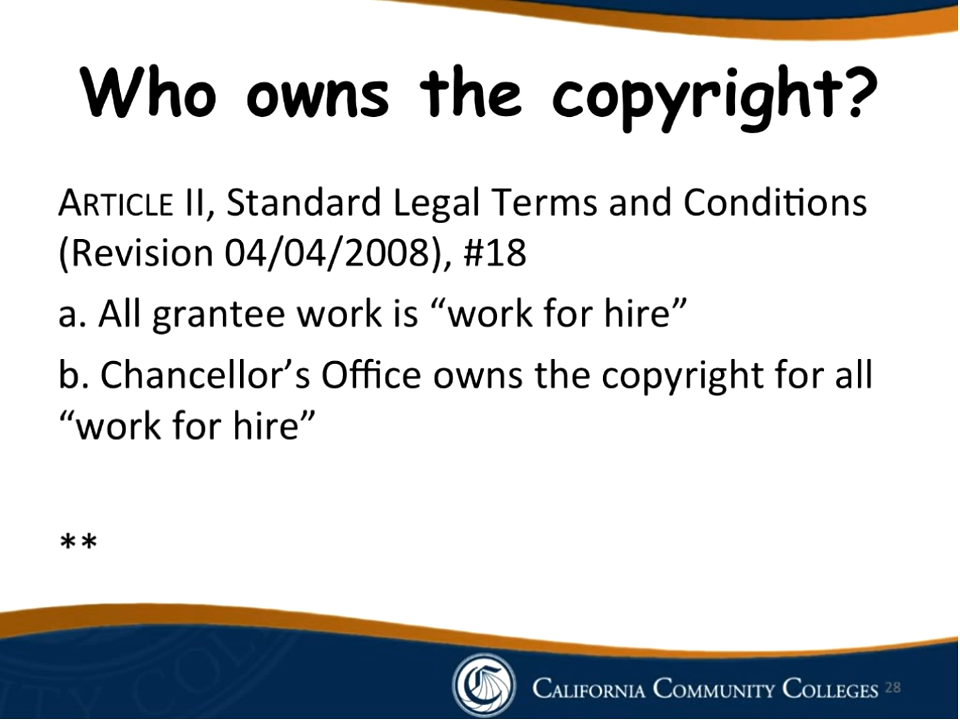 Who owns the copyright?
ARTICLE II, Standard Legal Terms and Conditions
(Revision 04/04/2008), #18
a. All grantee work is “work for hire”
b. Chancellor’s Office owns the copyright for all
“work for hire”
**
CALIFORNIA COMMUNITY COLLEGES 28